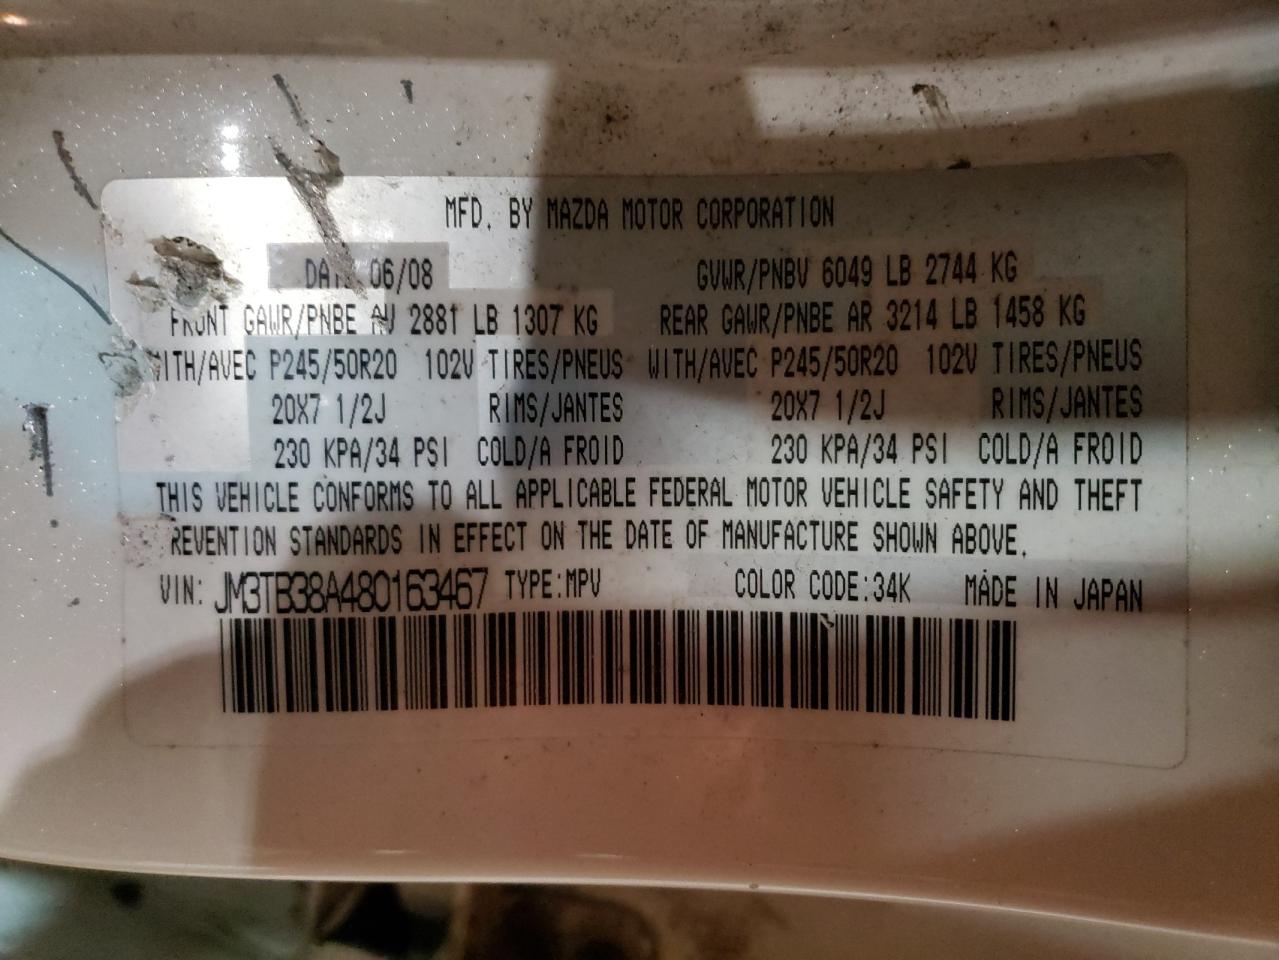 MFD. BY MAZDA MOTOR CORPORATION
06/08 GVWR/PNBV 6049 LB 2744 KG
FRONT GAWR/PNBE AV 2881 LB 1307 KG REAR GAWR/PNBE AR 3214 LB 1458 KG
WITH/AVEC P245/50R20 102V TIRES/PNEUS WITH/AVEC P245/50R20 102V TIRES/PNEUS
20X7 1/2J RIMS/JANTES 20X7 1/2J RIMS/JANTES
230 KPA/34 PSI COLD/A FROID 230 KPA/34 PSI COLD/A FROID
THIS VEHICLE CONFORMS TO ALL APPLICABLE FEDERAL MOTOR VEHICLE SAFETY AND THEFT
REVENTION STANDARDS IN EFFECT ON THE DATE OF MANUFACTURE SHOWN ABOVE.
VIN: JM3TB38A480163467 TYPE:MPV COLOR CODE:34K MADE IN JAPAN